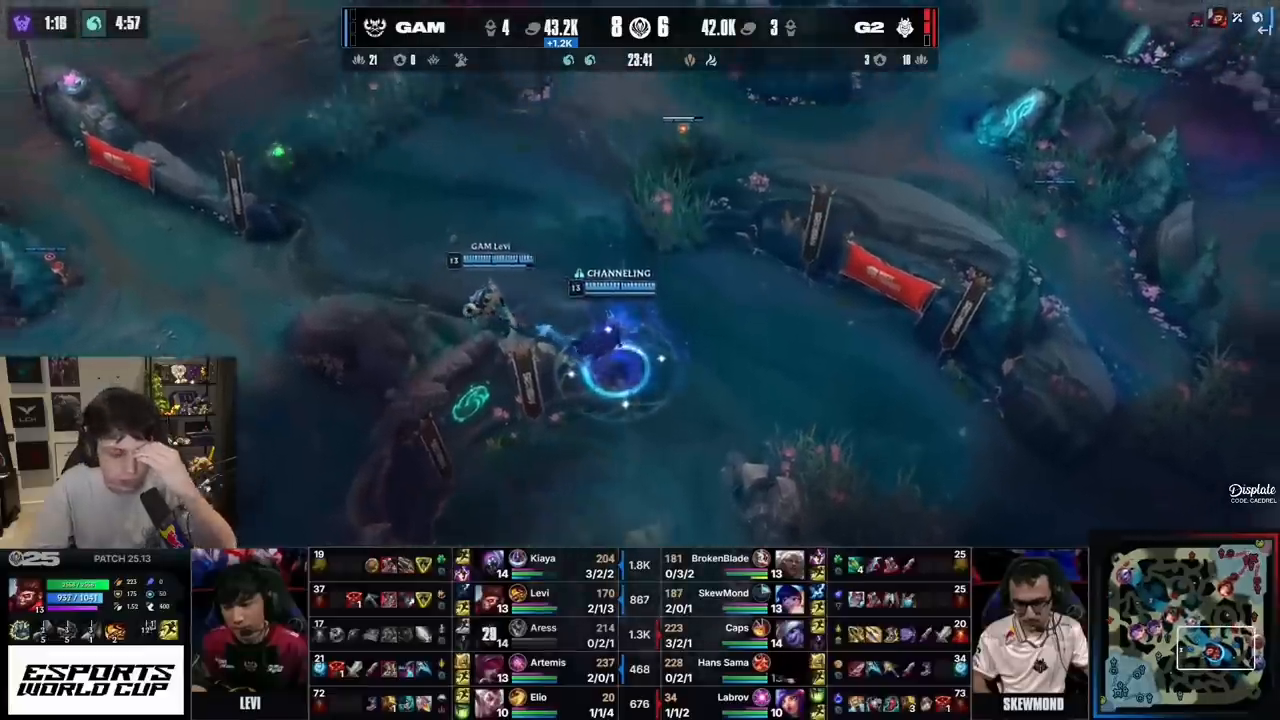 1:18 4:57
GAM 4 43.2K 8 6 42.0K 3 G2
+1.2K
21 0 23:41 3 18
GAM Levi
13
CHANNELING
13
Displate
CODE: CAEDREL
25 PATCH 25.13
937 / 1041
13
ESPORTS
WORLD CUP
LEVI
19 14 Kiaya 204 3/2/2 1.8K 181 BrokenBlade 0/3/2 13 25
37 13 Levi 170 2/1/3 867 187 SkewMond 2/0/1 13 25
17 29 14 Aress 214 0/2/1 1.3K 223 Caps 3/2/1 14 20
21 13 Artemis 237 2/0/1 468 228 Hans Sama 0/2/1 13 34
72 10 Elio 20 1/1/4 676 34 Labrov 1/1/2 10 73
SKEWMOND